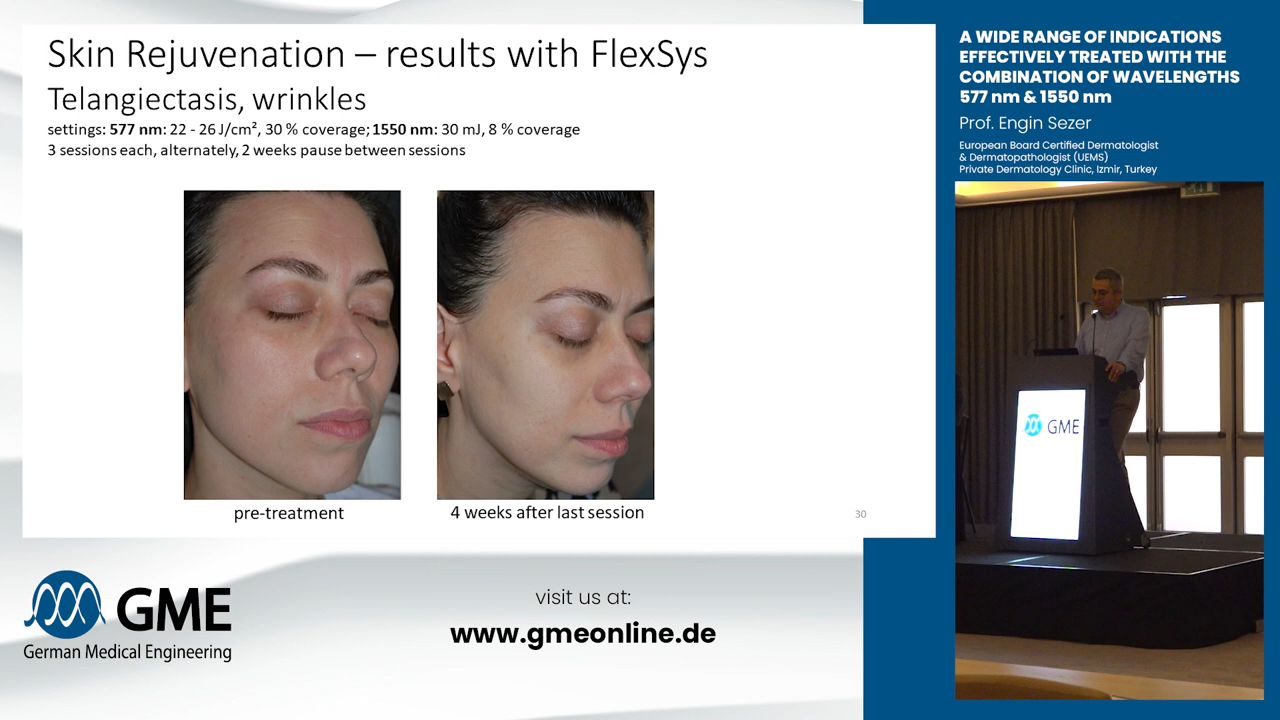 Skin Rejuvenation – results with FlexSys
Telangiectasis, wrinkles
settings: 577 nm: 22 - 26 J/cm², 30 % coverage; 1550 nm: 30 mJ, 8 % coverage
3 sessions each, alternately, 2 weeks pause between sessions
pre-treatment
4 weeks after last session
30
GME
German Medical Engineering
visit us at:
www.gmeonline.de
A WIDE RANGE OF INDICATIONS
EFFECTIVELY TREATED WITH THE
COMBINATION OF WAVELENGTHS
577 nm & 1550 nm
Prof. Engin Sezer
European Board Certified Dermatologist
& Dermatopathologist (UEMS)
Private Dermatology Clinic, Izmir, Turkey
GME